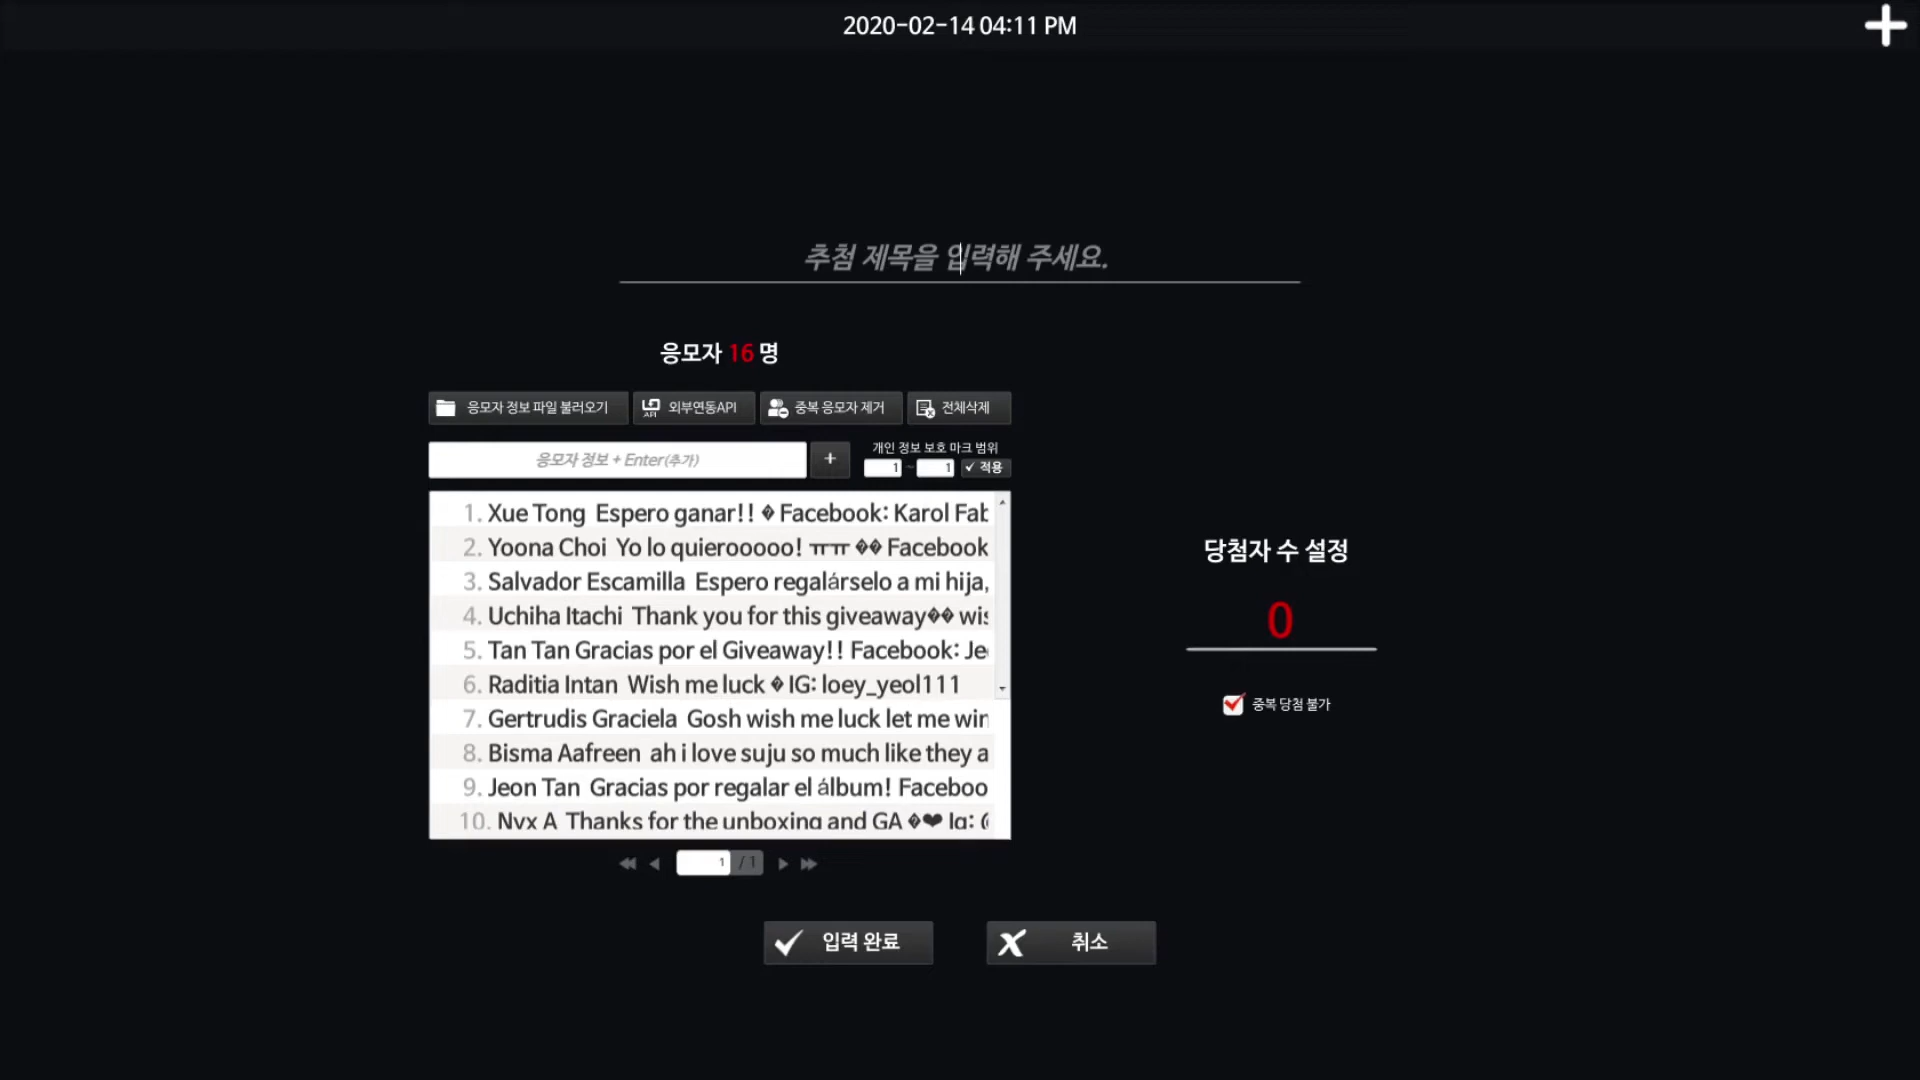 2020-02-14 04:11 PM
추첨 제목을 입력해 주세요.
응모자 16 명
응모자 정보 파일 불러오기 API 외부연동API 중복 응모자 제거 전체삭제
응모자 정보 + Enter(추가) +
개인 정보 보호 마크 범위
1 ~ 1 ✓ 적용
1. Xue Tong Espero ganar!! � Facebook: Karol Fab
2. Yoona Choi Yo lo quierooooo! ㅠㅠ �� Facebook
3. Salvador Escamilla Espero regalárselo a mi hija,
4. Uchiha Itachi Thank you for this giveaway�� wis
5. Tan Tan Gracias por el Giveaway!! Facebook: Je
6. Raditia Intan Wish me luck � IG: loey_yeol111
7. Gertrudis Graciela Gosh wish me luck let me win
8. Bisma Aafreen ah i love suju so much like they a
9. Jeon Tan Gracias por regalar el álbum! Faceboo
10. Nyx A Thanks for the unboxing and GA �❤ Ig: @
1 / 1
당첨자 수 설정
0
중복 당첨 불가
입력 완료
취소